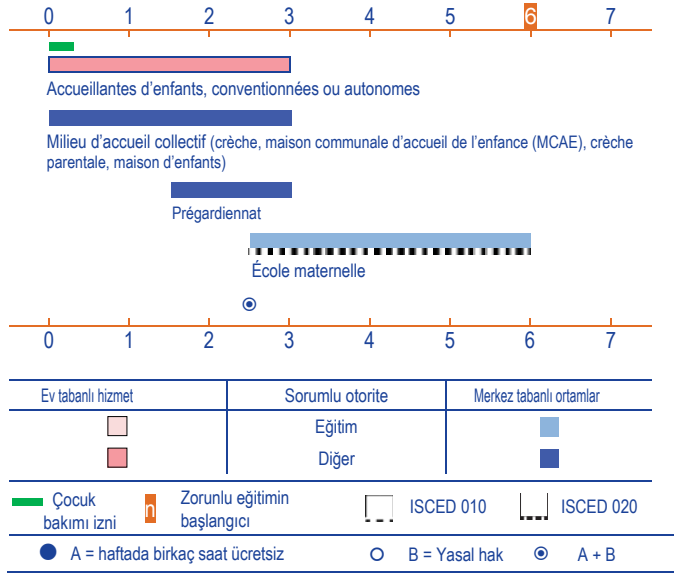 0 1 2 3 4 5 6 7
Accueillantes d’enfants, conventionnées ou autonomes
Milieu d’accueil collectif (crèche, maison communale d’accueil de l’enfance (MCAE), crèche
parentale, maison d’enfants)
Prégardiennat
École maternelle
0 1 2 3 4 5 6 7
Ev tabanlı hizmet Sorumlu otorite Merkez tabanlı ortamlar
Eğitim
Diğer
Çocuk
bakımı izni
n Zorunlu eğitimin
başlangıcı
ISCED 010 ISCED 020
A = haftada birkaç saat ücretsiz B = Yasal hak A + B